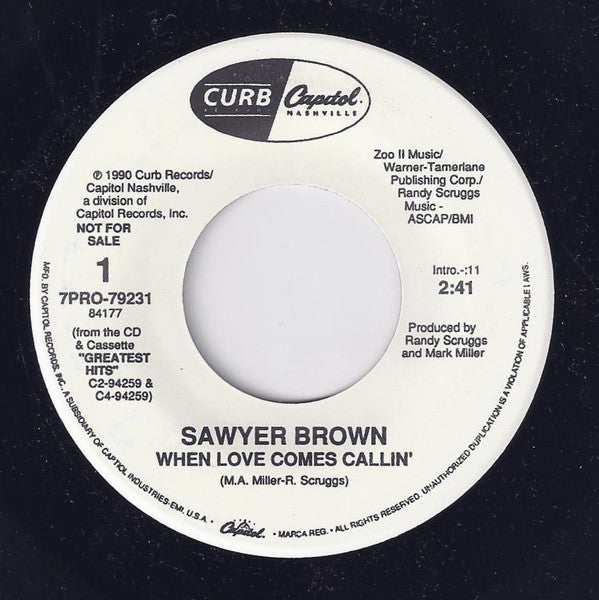 CURB
Capitol.
NASHVILLE
℗ 1990 Curb Records/
Capitol Nashville,
a division of
Capitol Records, Inc.
NOT FOR
SALE
1
7PRO-79231
84177
(from the CD
& Cassette
"GREATEST
HITS"
C2-94259 &
C4-94259)
Zoo II Music/
Warner-Tamerlane
Publishing Corp./
Randy Scruggs
Music -
ASCAP/BMI
Intro.-:11
2:41
Produced by
Randy Scruggs
and Mark Miller
SAWYER BROWN
WHEN LOVE COMES CALLIN'
(M.A. Miller-R. Scruggs)
MFD. BY CAPITOL RECORDS, INC., A SUBSIDIARY OF CAPITOL INDUSTRIES-EMI, U.S.A. • Capitol. • MARCA REG. • ALL RIGHTS RESERVED. UNAUTHORIZED DUPLICATION IS A VIOLATION OF APPLICABLE LAWS.